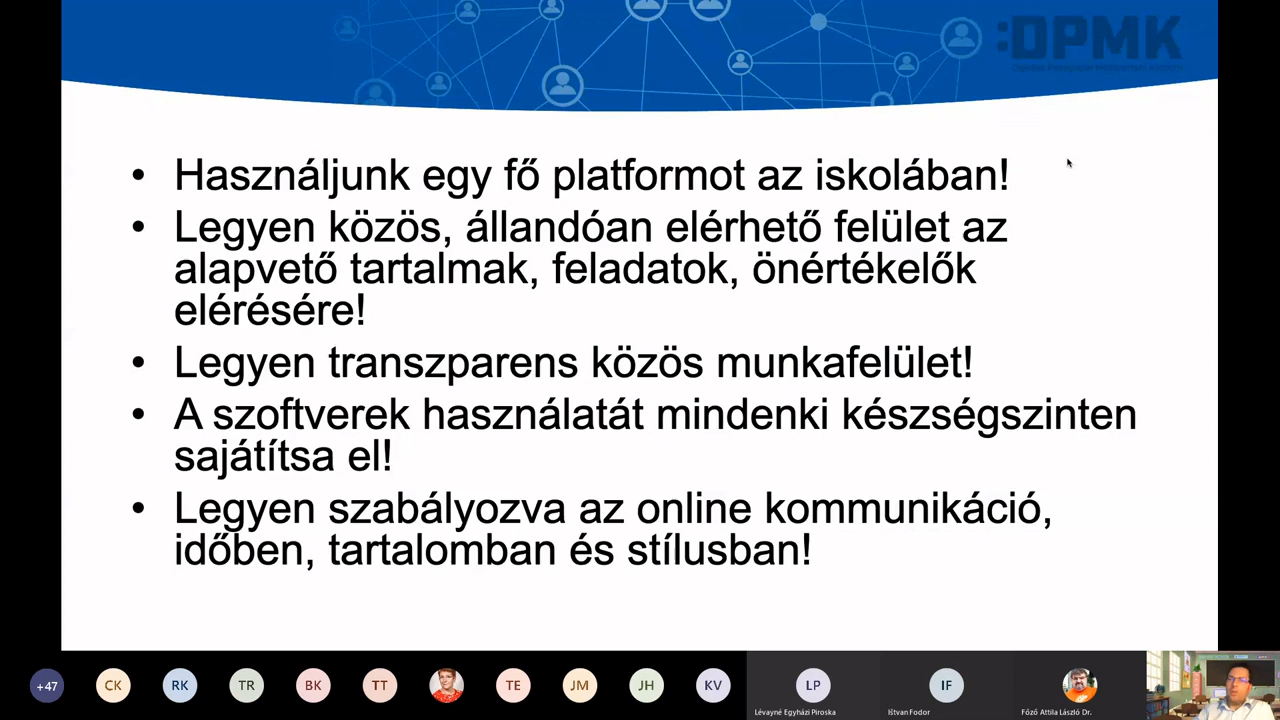 :DPMK
• Használjunk egy fő platformot az iskolában!
• Legyen közös, állandóan elérhető felület az
alapvető tartalmak, feladatok, önértékelők
elérésére!
• Legyen transzparens közös munkafelület!
• A szoftverek használatát mindenki készségszinten
sajátítsa el!
• Legyen szabályozva az online kommunikáció,
időben, tartalomban és stílusban!
+47 CK RK TR BK TT TE JM JH KV LP IF
Lévayné Egyházi Piroska IStvan Fodor Főző Attila László Dr.